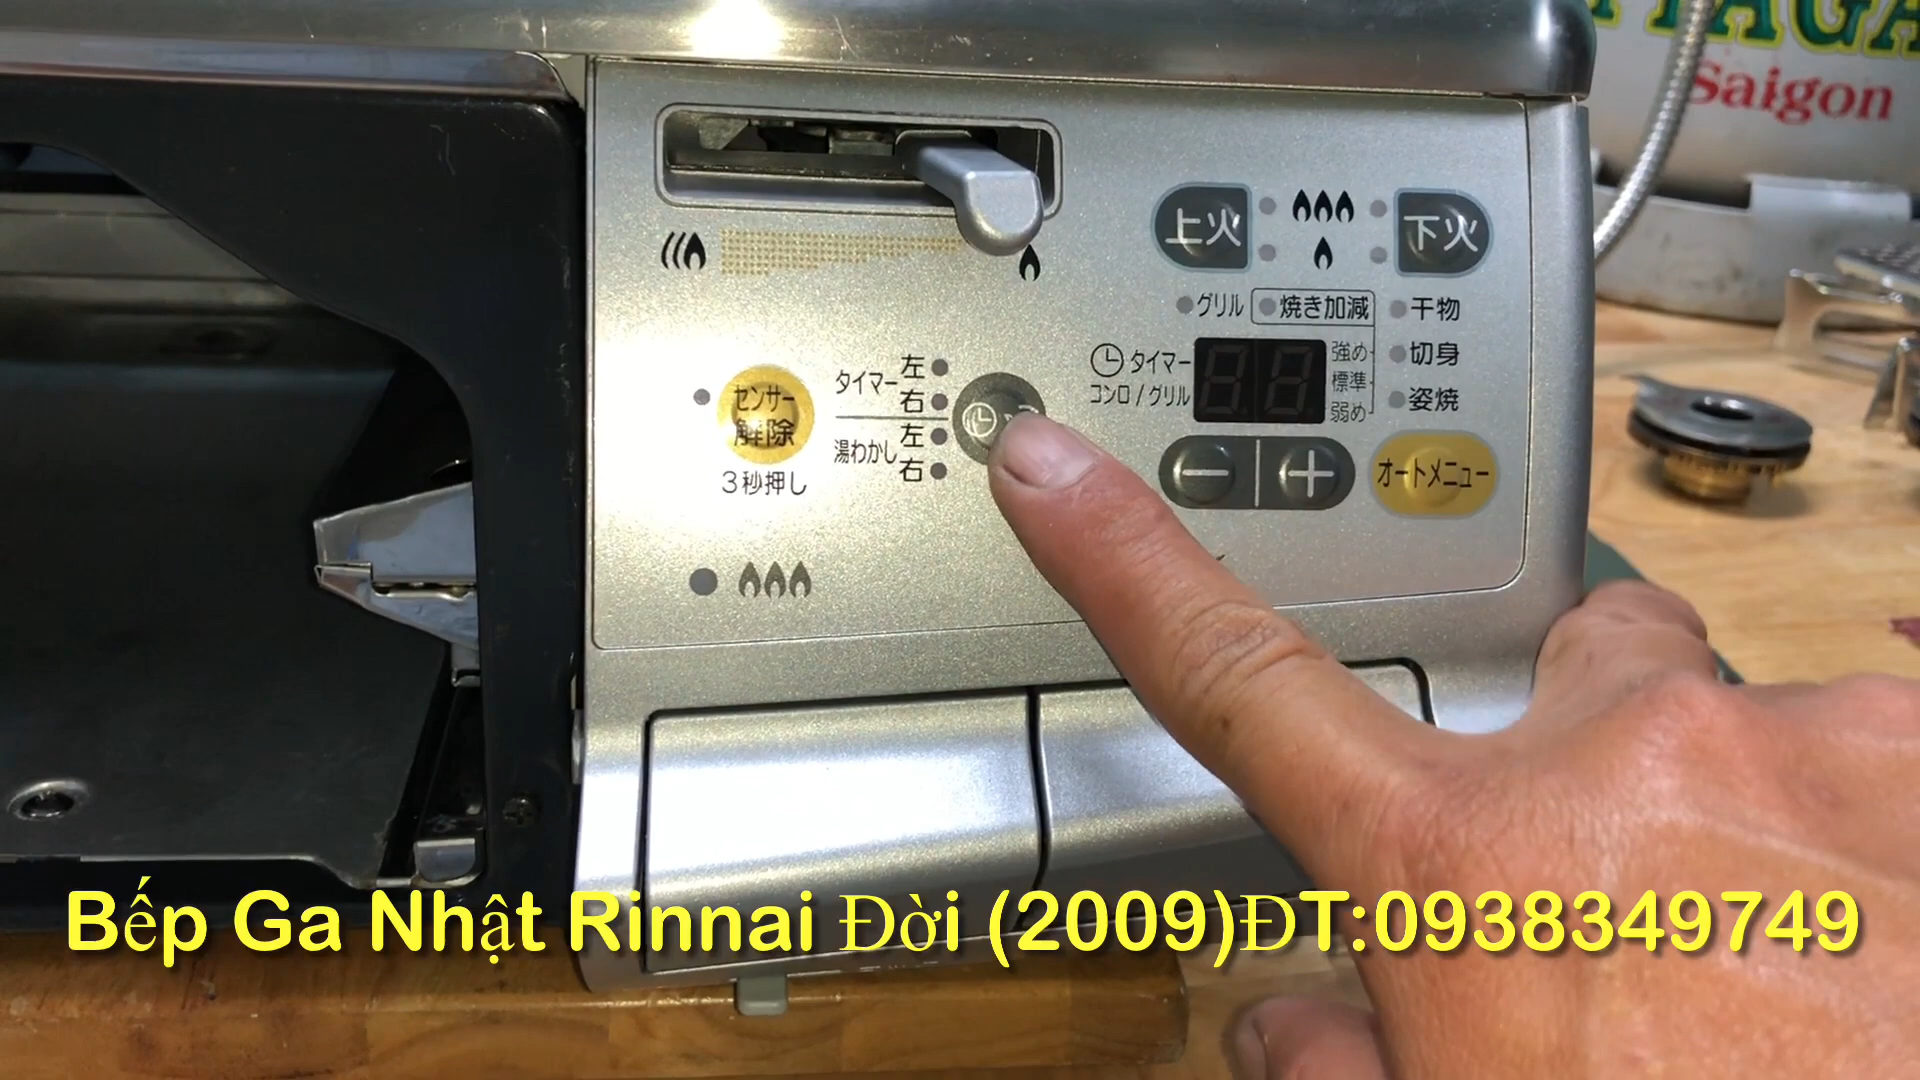 Saigon
上火
下火
グリル
焼き加減
干物
タイマー
コンロ/グリル
強め
標準
弱め
切身
姿焼
センサー
解除
3秒押し
タイマー
左
右
湯わかし
左
右
オートメニュー
Bếp Ga Nhật Rinnai Đời (2009)ĐT:0938349749